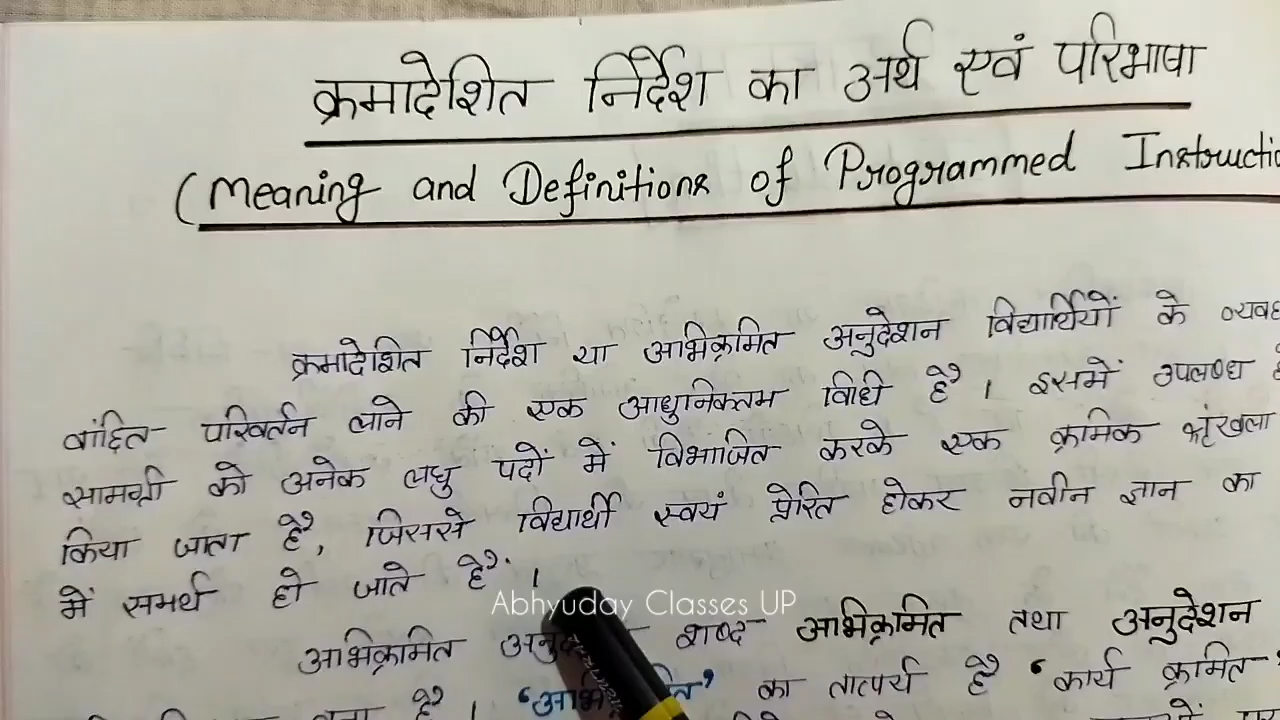 क्रमादेशित निर्देश का अर्थ एवं परिभाषा
(Meaning and Definitions of Programmed Instructio
क्रमादेशित निर्देश या अभिक्रमित अनुदेशन विद्यार्थियों के व्यवह
वांछित परिवर्तन लाने की एक आधुनिकतम विधी है । इसमें उपलब्ध
सामग्री को अनेक लघु पदों में विभाजित करके एक क्रमिक श्रृंखला
किया जाता है, जिससे विद्यार्थी स्वयं प्रेरित होकर नवीन ज्ञान का
में समर्थ हो जाते हैं ।
Abhyuday Classes UP
अभिक्रमित शब्द अभिक्रमित तथा अनुदेशन
है । का तात्पर्य है 'कार्य क्रमित'